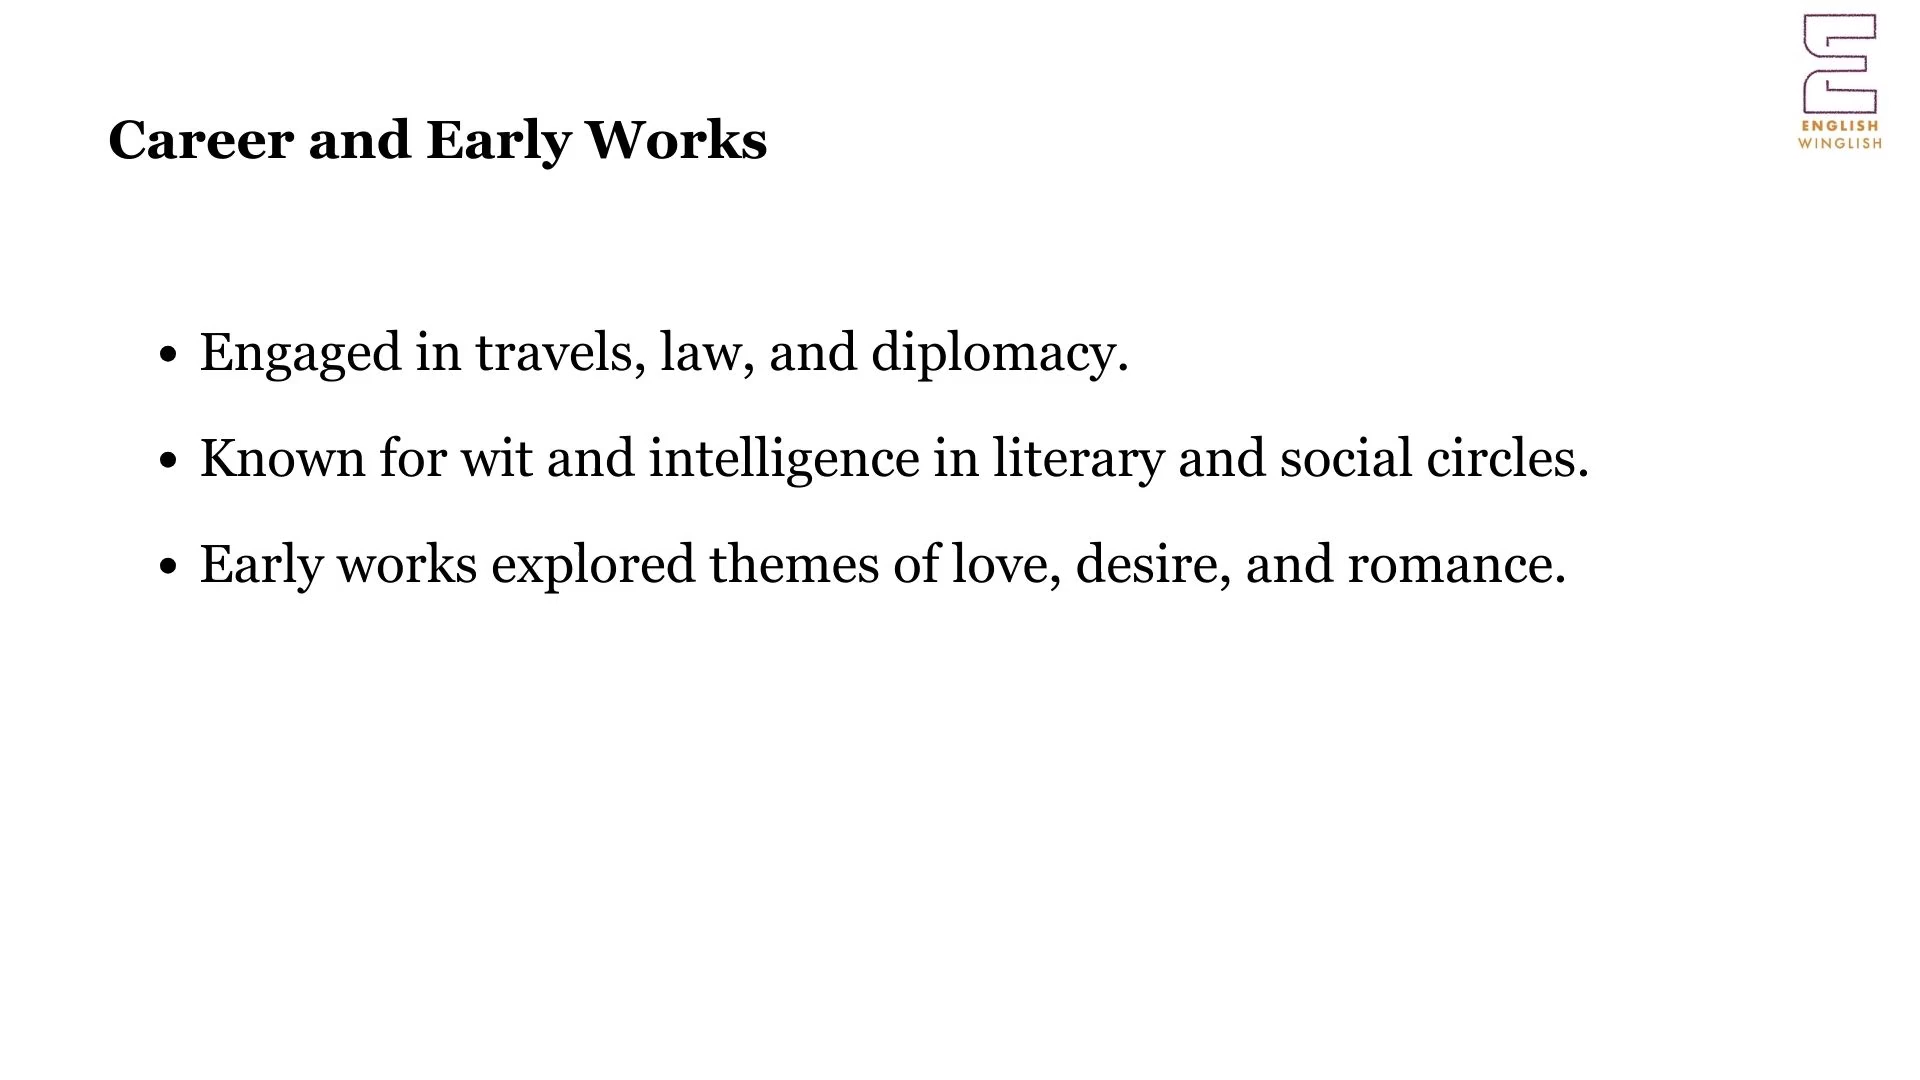 ENGLISH
WINGLISH
Career and Early Works
• Engaged in travels, law, and diplomacy.
• Known for wit and intelligence in literary and social circles.
• Early works explored themes of love, desire, and romance.